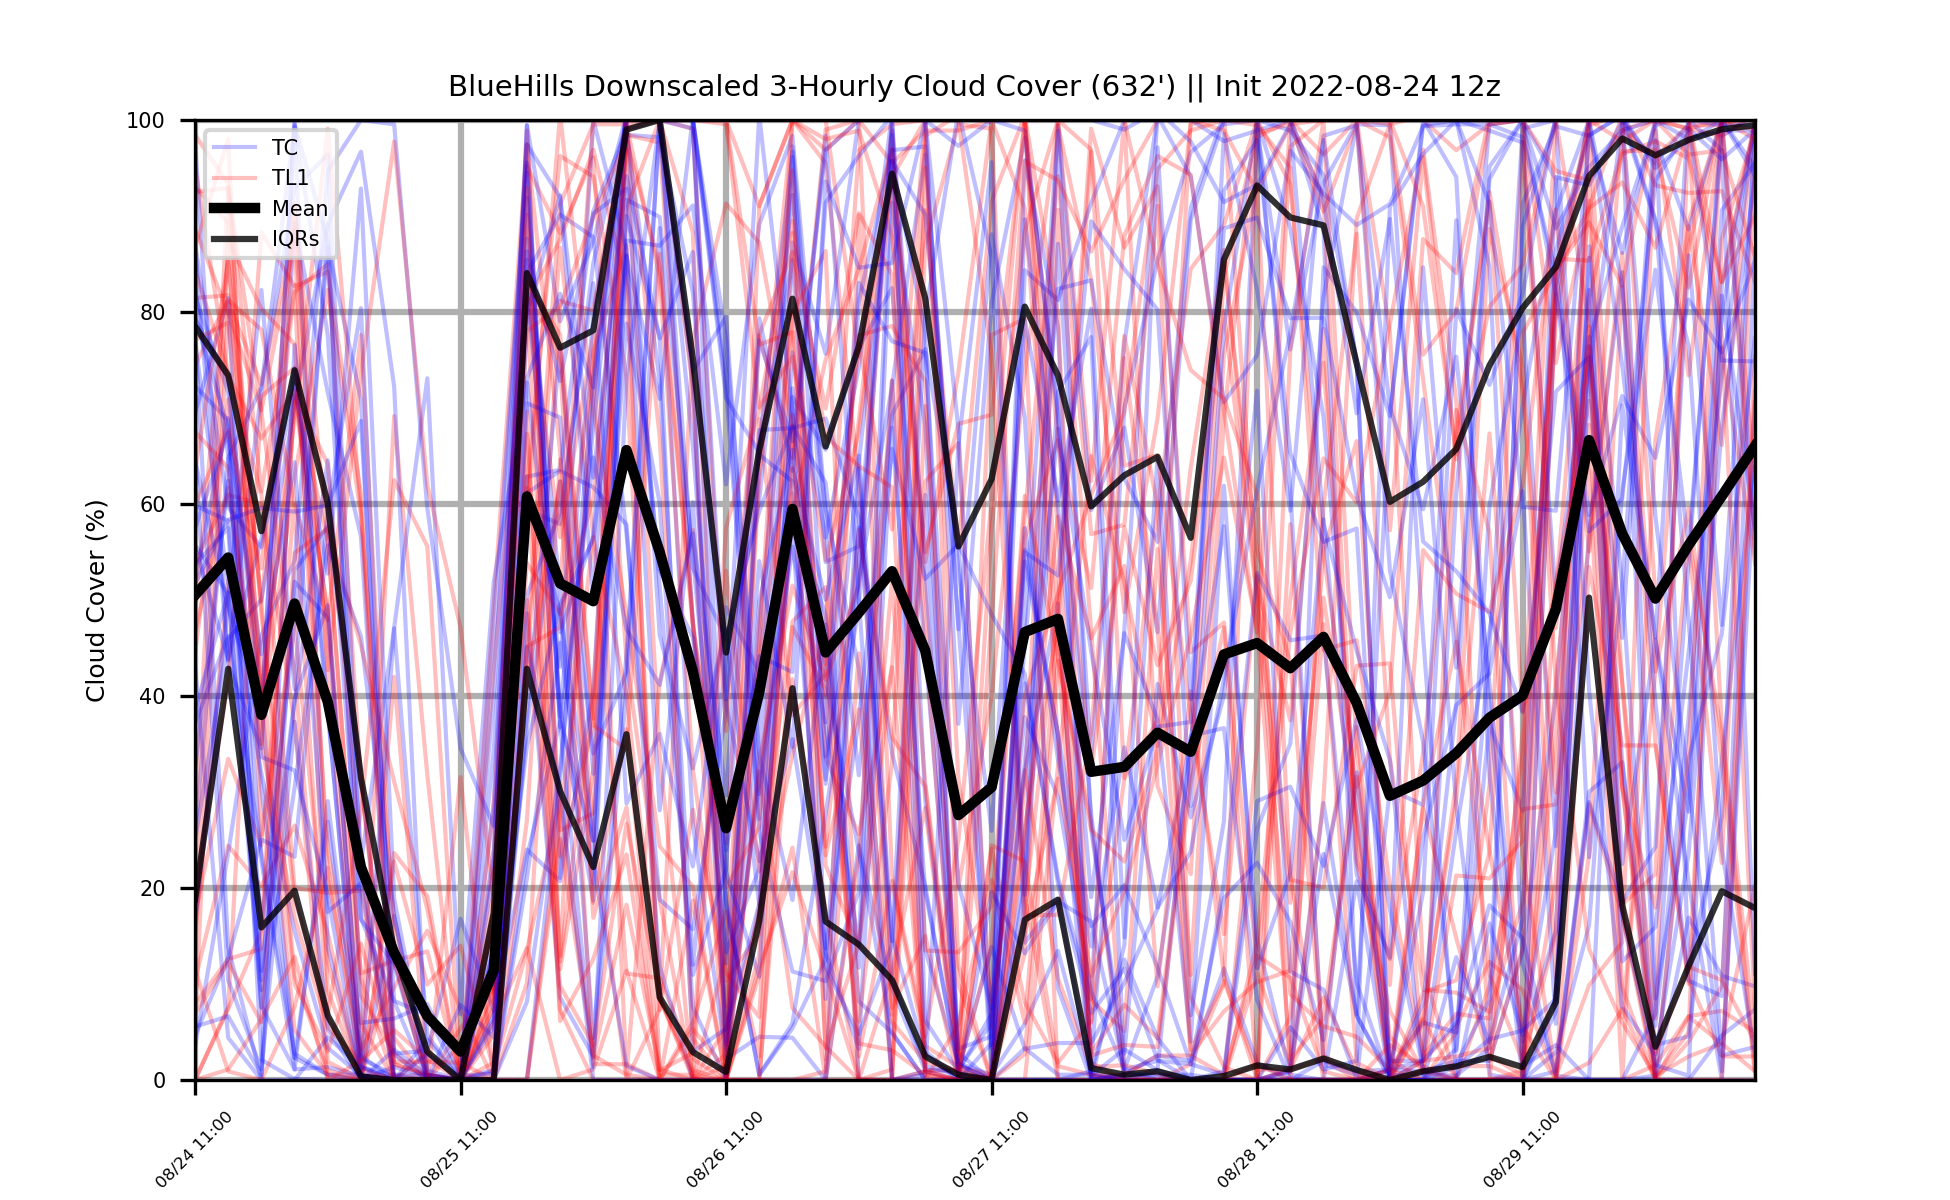 BlueHills Downscaled 3-Hourly Cloud Cover (632') || Init 2022-08-24 12z
100
80
60
40
20
0
Cloud Cover (%)
TC
TL1
Mean
IQRs
08/24 11:00
08/25 11:00
08/26 11:00
08/27 11:00
08/28 11:00
08/29 11:00